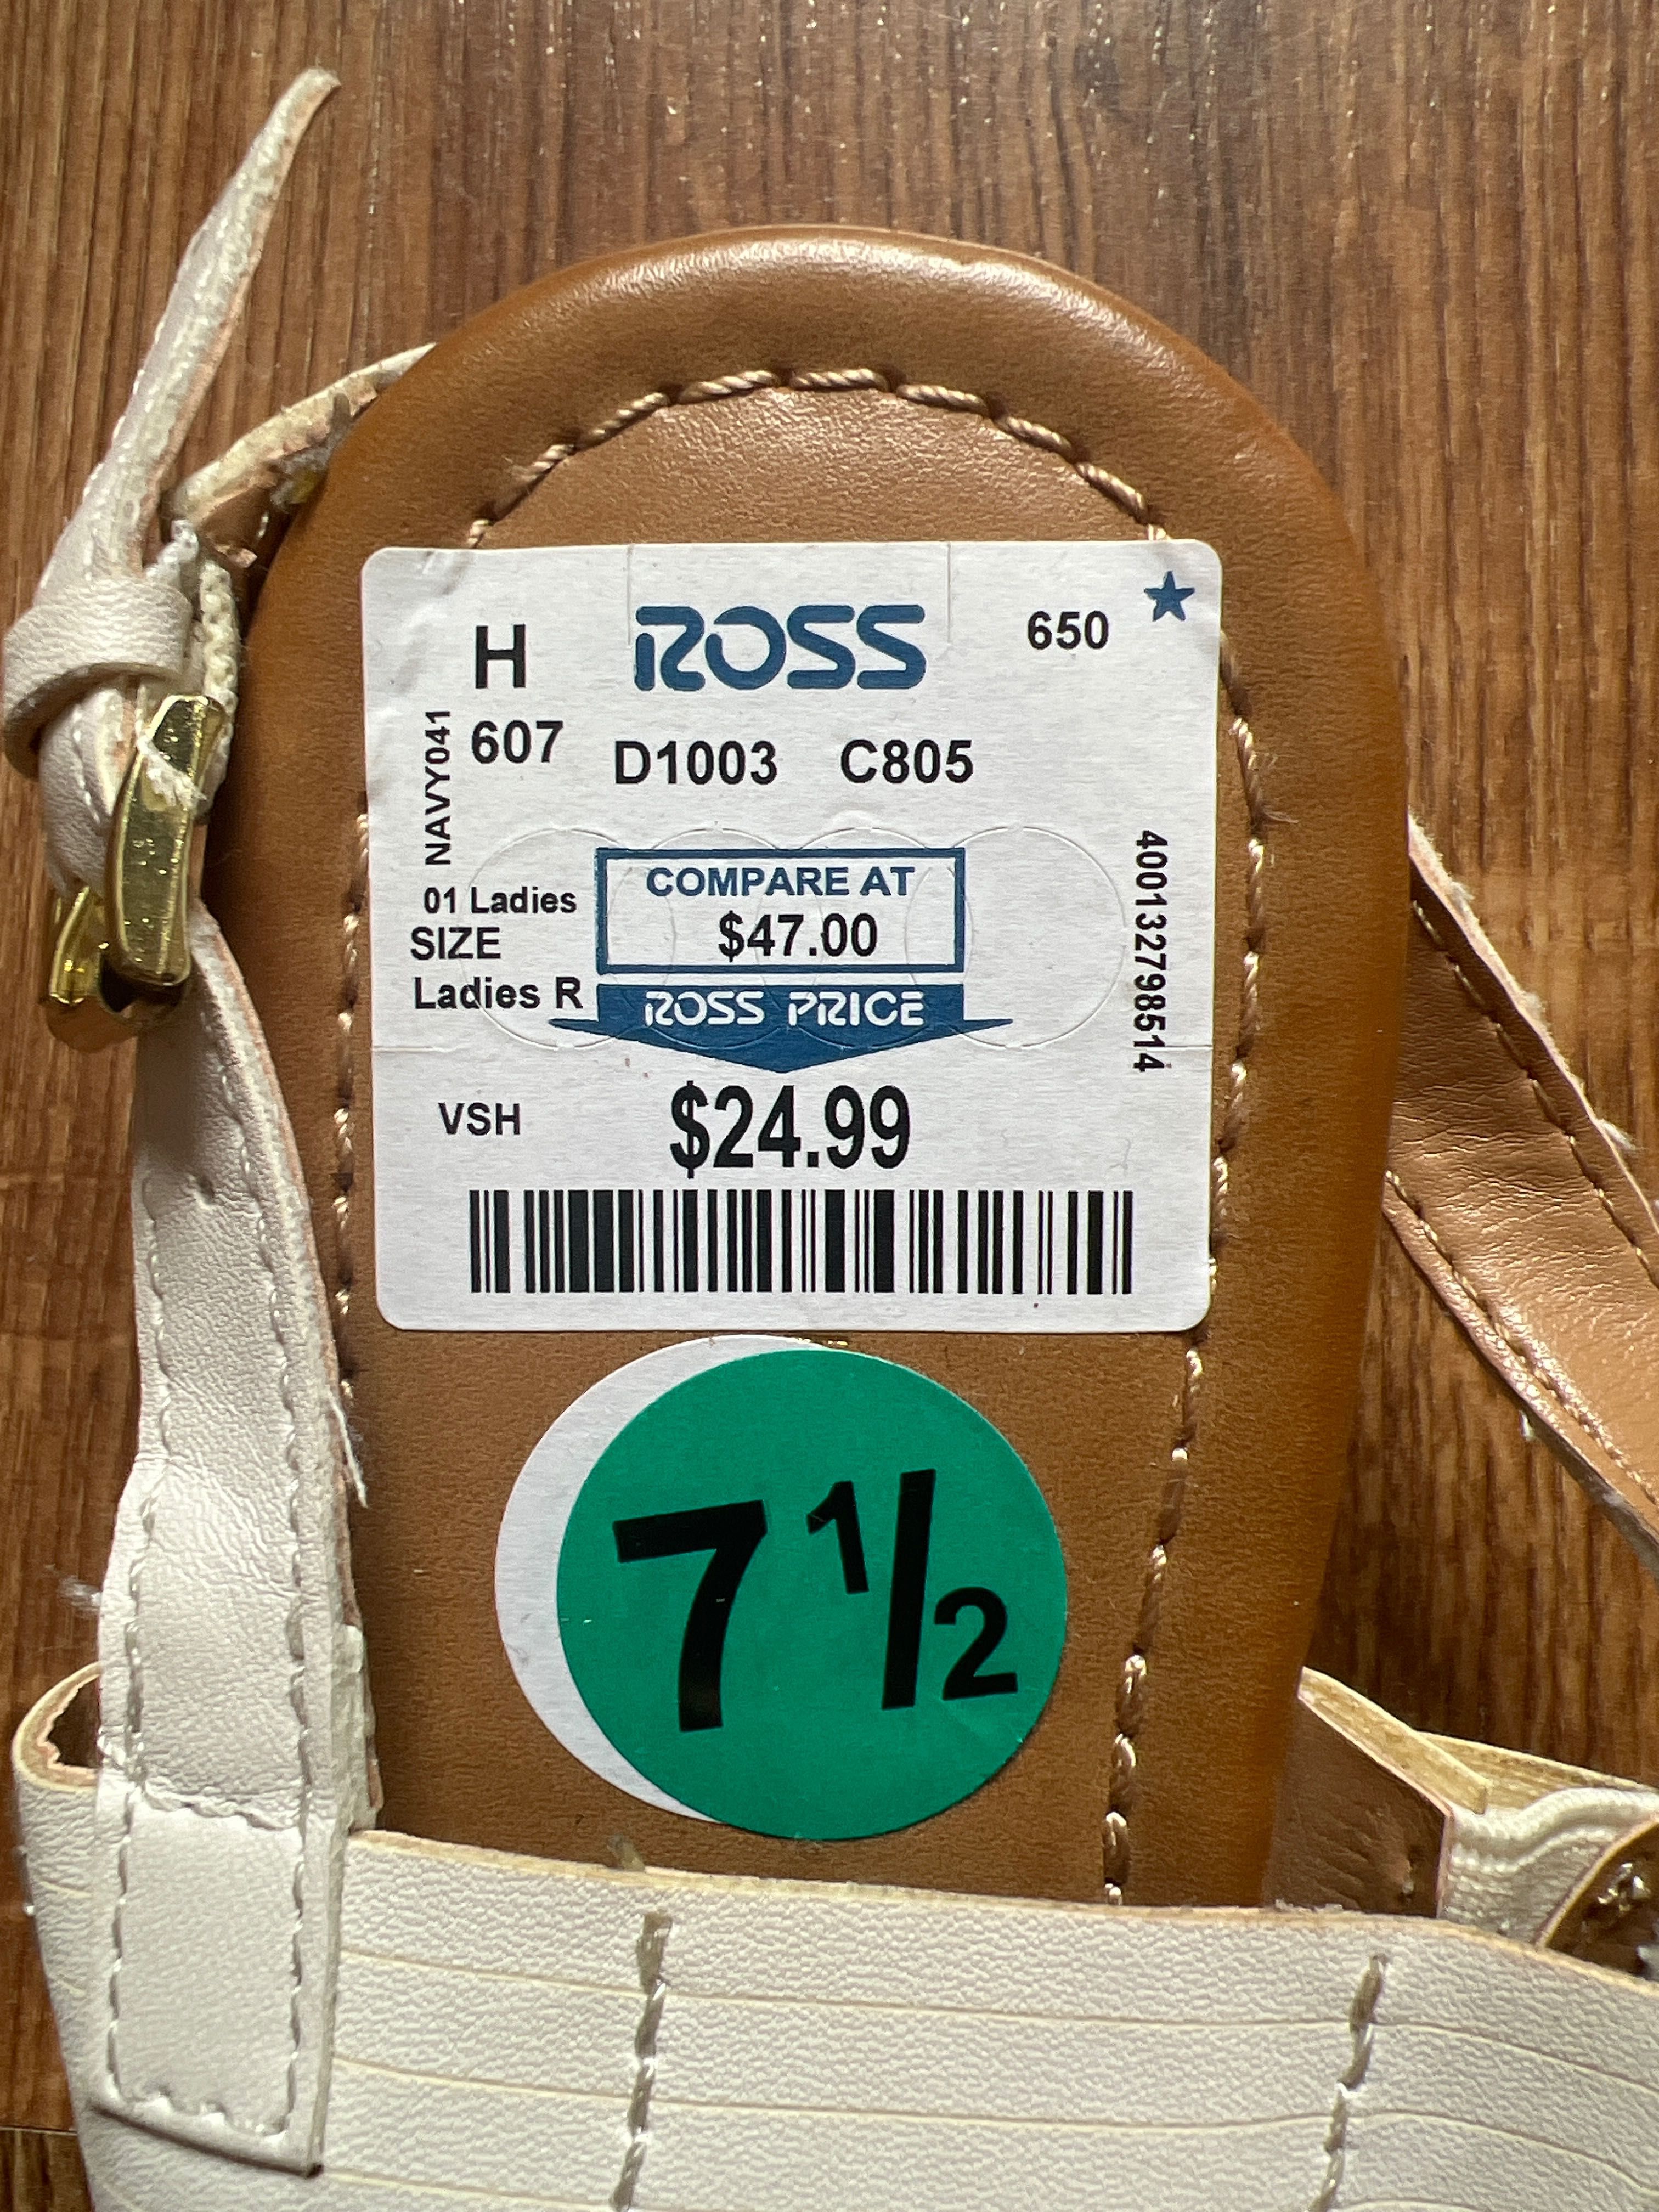 H ROSS 650
607 D1003 C805
NAVY041
COMPARE AT
01 Ladies
$47.00
SIZE
Ladies R
ROSS PRICE
400132798514
VSH
$24.99
7 1/2